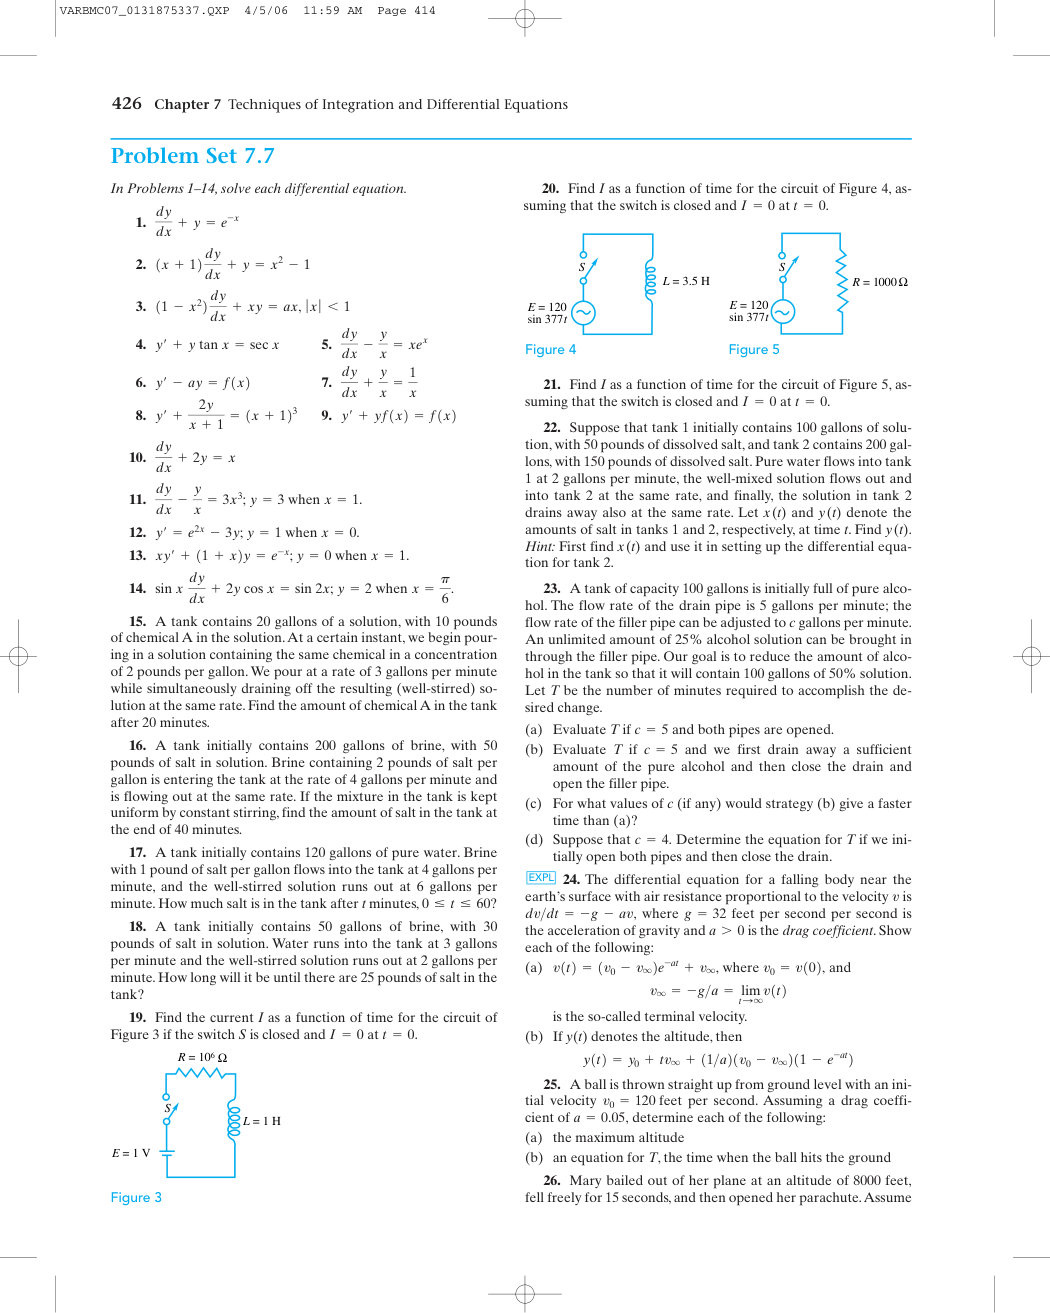 VARBMC07_0131875337.QXP 4/5/06 11:59 AM Page 414
426 Chapter 7 Techniques of Integration and Differential Equations
Problem Set 7.7
In Problems 1–14, solve each differential equation.
1. dy/dx + y = e^{−x}
2. (x + 1) dy/dx + y = x² − 1
3. (1 − x²) dy/dx + xy = ax, |x| < 1
4. y′ + y tan x = sec x 5. dy/dx − y/x = xe^x
6. y′ − ay = f(x) 7. dy/dx + y/x = 1/x
8. y′ + 2y/(x + 1) = (x + 1)³ 9. y′ + yf(x) = f(x)
10. dy/dx + 2y = x
11. dy/dx − y/x = 3x³; y = 3 when x = 1.
12. y′ = e^{2x} − 3y; y = 1 when x = 0.
13. xy′ + (1 + x)y = e^{−x}; y = 0 when x = 1.
14. sin x dy/dx + 2y cos x = sin 2x; y = 2 when x = π/6.
15. A tank contains 20 gallons of a solution, with 10 pounds
of chemical A in the solution. At a certain instant, we begin pour-
ing in a solution containing the same chemical in a concentration
of 2 pounds per gallon. We pour at a rate of 3 gallons per minute
while simultaneously draining off the resulting (well-stirred) so-
lution at the same rate. Find the amount of chemical A in the tank
after 20 minutes.
16. A tank initially contains 200 gallons of brine, with 50
pounds of salt in solution. Brine containing 2 pounds of salt per
gallon is entering the tank at the rate of 4 gallons per minute and
is flowing out at the same rate. If the mixture in the tank is kept
uniform by constant stirring, find the amount of salt in the tank at
the end of 40 minutes.
17. A tank initially contains 120 gallons of pure water. Brine
with 1 pound of salt per gallon flows into the tank at 4 gallons per
minute, and the well-stirred solution runs out at 6 gallons per
minute. How much salt is in the tank after t minutes, 0 ≤ t ≤ 60?
18. A tank initially contains 50 gallons of brine, with 30
pounds of salt in solution. Water runs into the tank at 3 gallons
per minute and the well-stirred solution runs out at 2 gallons per
minute. How long will it be until there are 25 pounds of salt in the
tank?
19. Find the current I as a function of time for the circuit of
Figure 3 if the switch S is closed and I = 0 at t = 0.
R = 10⁶ Ω
S
L = 1 H
E = 1 V
Figure 3
20. Find I as a function of time for the circuit of Figure 4, as-
suming that the switch is closed and I = 0 at t = 0.
S
L = 3.5 H
E = 120
sin 377t
Figure 4
S
R = 1000 Ω
E = 120
sin 377t
Figure 5
21. Find I as a function of time for the circuit of Figure 5, as-
suming that the switch is closed and I = 0 at t = 0.
22. Suppose that tank 1 initially contains 100 gallons of solu-
tion, with 50 pounds of dissolved salt, and tank 2 contains 200 gal-
lons, with 150 pounds of dissolved salt. Pure water flows into tank
1 at 2 gallons per minute, the well-mixed solution flows out and
into tank 2 at the same rate, and finally, the solution in tank 2
drains away also at the same rate. Let x(t) and y(t) denote the
amounts of salt in tanks 1 and 2, respectively, at time t. Find y(t).
Hint: First find x(t) and use it in setting up the differential equa-
tion for tank 2.
23. A tank of capacity 100 gallons is initially full of pure alco-
hol. The flow rate of the drain pipe is 5 gallons per minute; the
flow rate of the filler pipe can be adjusted to c gallons per minute.
An unlimited amount of 25% alcohol solution can be brought in
through the filler pipe. Our goal is to reduce the amount of alco-
hol in the tank so that it will contain 100 gallons of 50% solution.
Let T be the number of minutes required to accomplish the de-
sired change.
(a) Evaluate T if c = 5 and both pipes are opened.
(b) Evaluate T if c = 5 and we first drain away a sufficient
amount of the pure alcohol and then close the drain and
open the filler pipe.
(c) For what values of c (if any) would strategy (b) give a faster
time than (a)?
(d) Suppose that c = 4. Determine the equation for T if we ini-
tially open both pipes and then close the drain.
EXPL 24. The differential equation for a falling body near the
earth's surface with air resistance proportional to the velocity v is
dv/dt = −g − av, where g = 32 feet per second per second is
the acceleration of gravity and a > 0 is the drag coefficient. Show
each of the following:
(a) v(t) = (v₀ − v∞)e^{−at} + v∞, where v₀ = v(0), and
v∞ = −g/a = lim_{t→∞} v(t)
is the so-called terminal velocity.
(b) If y(t) denotes the altitude, then
y(t) = y₀ + tv∞ + (1/a)(v₀ − v∞)(1 − e^{−at})
25. A ball is thrown straight up from ground level with an ini-
tial velocity v₀ = 120 feet per second. Assuming a drag coeffi-
cient of a = 0.05, determine each of the following:
(a) the maximum altitude
(b) an equation for T, the time when the ball hits the ground
26. Mary bailed out of her plane at an altitude of 8000 feet,
fell freely for 15 seconds, and then opened her parachute. Assume